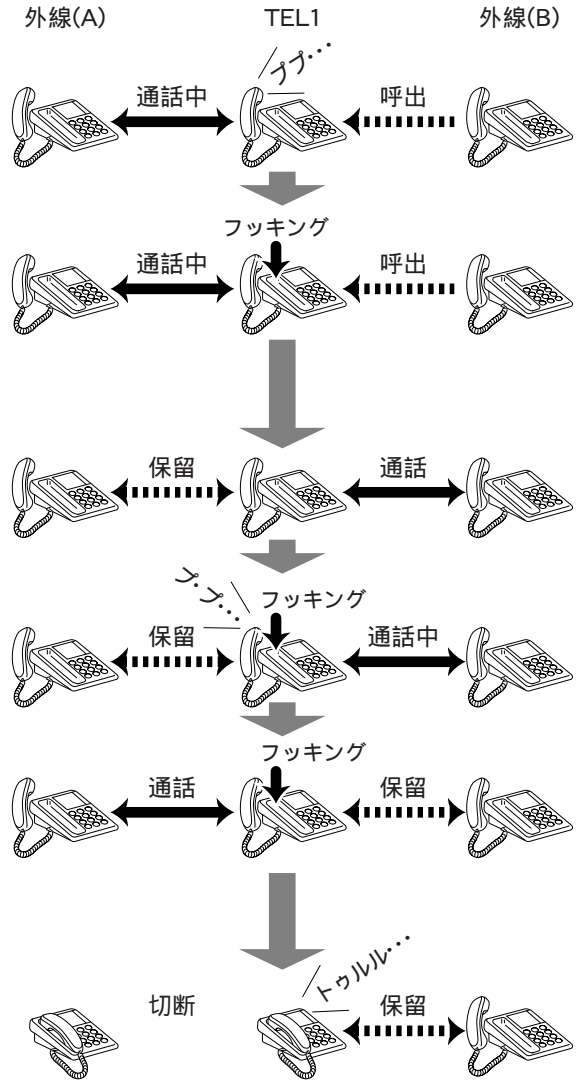 外線(A) TEL1 外線(B)
ププ・・・
通話中 呼出
フッキング
通話中 呼出
保留 通話
プ・プ・・・
フッキング
保留 通話中
フッキング
通話 保留
トゥルル・・・
切断 保留